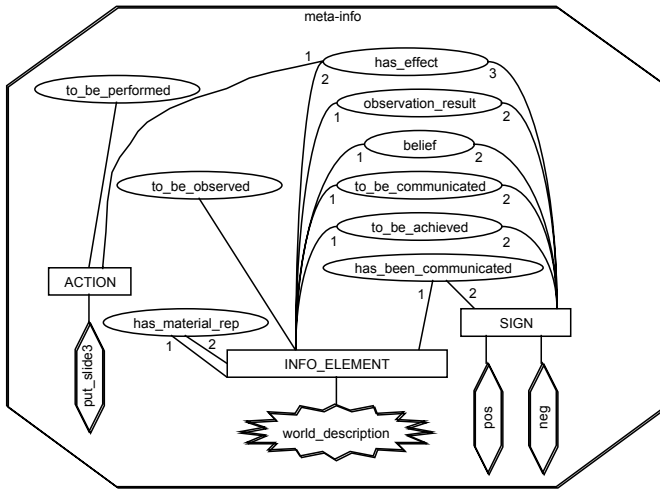 meta-info
1
has_effect
2
3
to_be_performed
observation_result
1
2
belief
1
2
to_be_observed
to_be_communicated
1
2
to_be_achieved
1
2
has_been_communicated
ACTION
1
2
has_material_rep
1
2
SIGN
INFO_ELEMENT
put_slide3
pos
neg
world_description